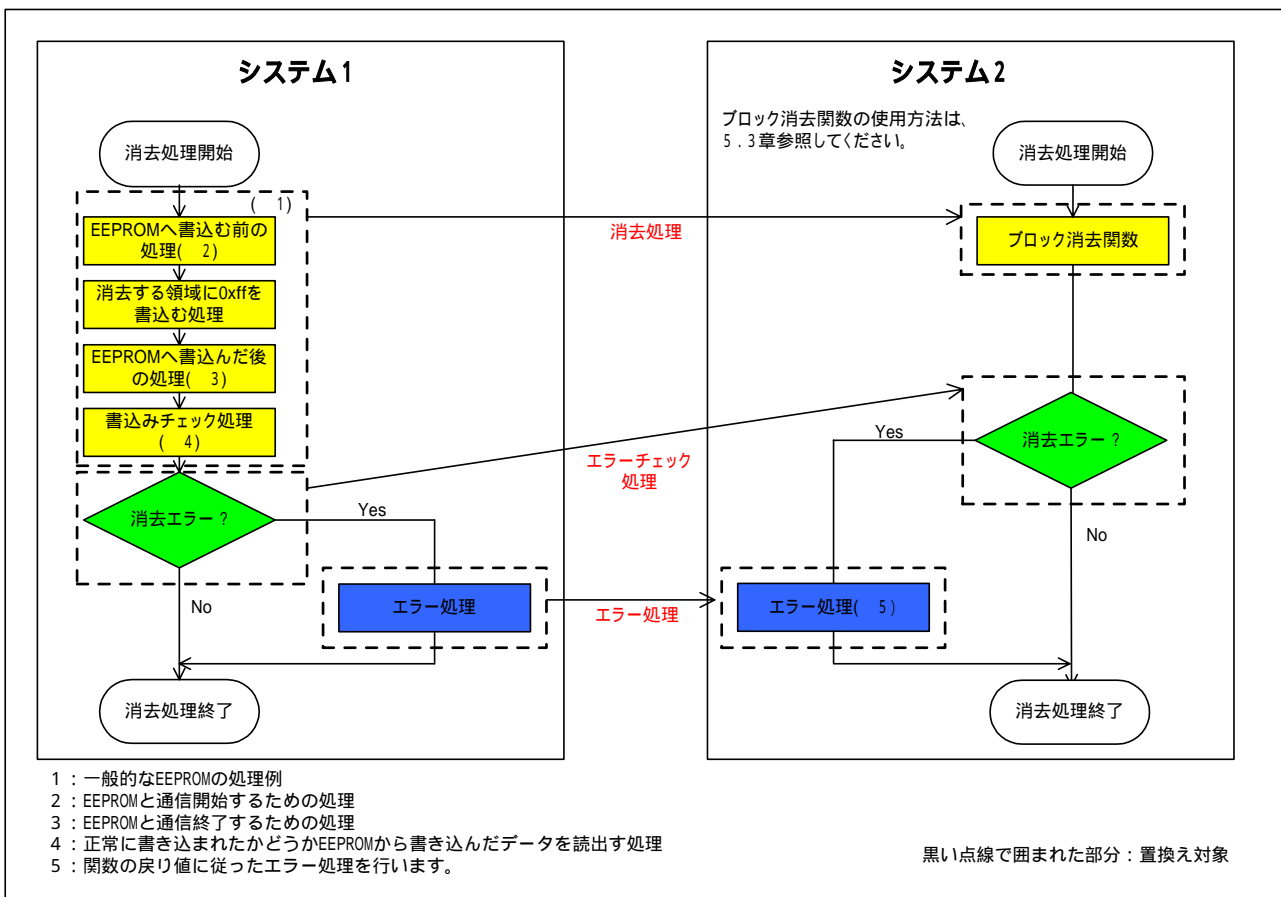 システム1
消去処理開始
( 1)
EEPROMへ書込む前の
処理( 2)
消去する領域に0xffを
書込む処理
EEPROMへ書込んだ後
の処理( 3)
書込みチェック処理
( 4)
消去エラー？
Yes
No
エラー処理
消去処理終了
消去処理
エラーチェック
処理
エラー処理
システム2
ブロック消去関数の使用方法は、
5．3章参照してください。
消去処理開始
ブロック消去関数
消去エラー？
Yes
No
エラー処理( 5)
消去処理終了
1：一般的なEEPROMの処理例
2：EEPROMと通信開始するための処理
3：EEPROMと通信終了するための処理
4：正常に書き込まれたかどうかEEPROMから書き込んだデータを読出す処理
5：関数の戻り値に従ったエラー処理を行います。
黒い点線で囲まれた部分：置換え対象